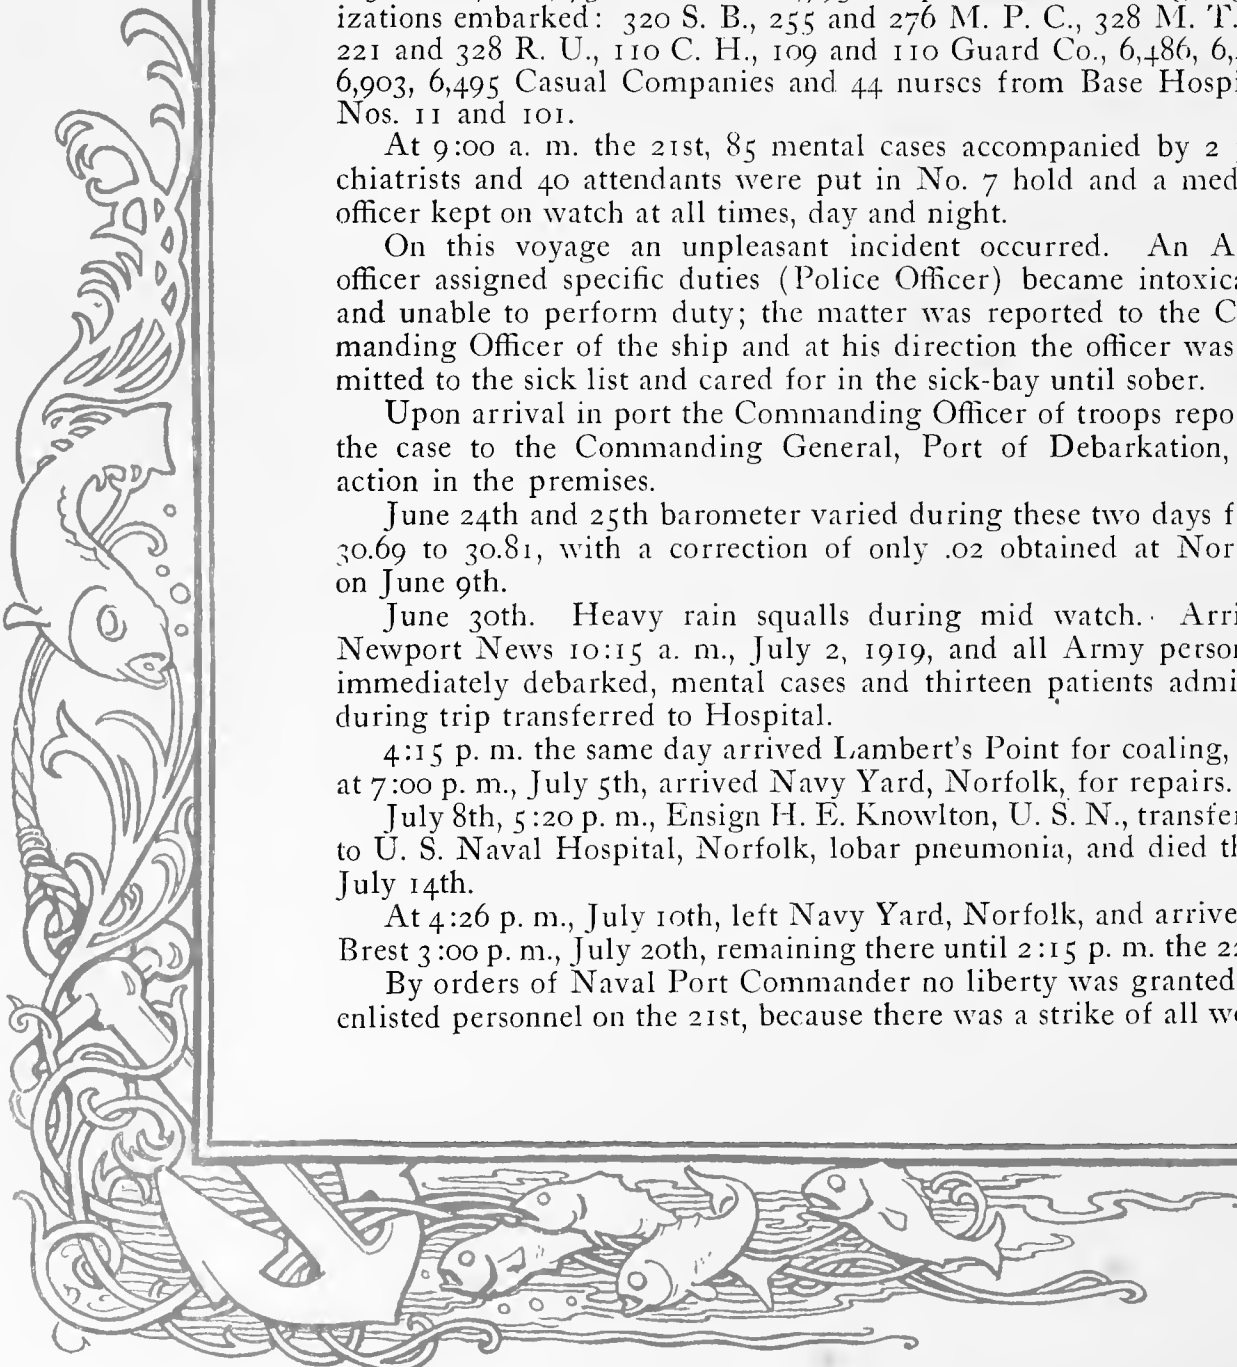 izations embarked: 320 S. B., 255 and 276 M. P. C., 328 M. T.
221 and 328 R. U., 110 C. H., 109 and 110 Guard Co., 6,486,
6,903, 6,495 Casual Companies and 44 nurses from Base
Nos. 11 and 101.
At 9:00 a. m. the 21st, 85 mental cases accompanied by 2
chiatrists and 40 attendants were put in No. 7 hold and a
officer kept on watch at all times, day and night.
On this voyage an unpleasant incident occurred. An
officer assigned specific duties (Police Officer) became
and unable to perform duty; the matter was reported to the
manding Officer of the ship and at his direction the officer was
mitted to the sick list and cared for in the sick-bay until sober.
Upon arrival in port the Commanding Officer of troops
the case to the Commanding General, Port of Debarkation,
action in the premises.
June 24th and 25th barometer varied during these two days
30.69 to 30.81, with a correction of only .02 obtained at
on June 9th.
June 30th. Heavy rain squalls during mid watch.
Newport News 10:15 a. m., July 2, 1919, and all Army
immediately debarked, mental cases and thirteen patients
during trip transferred to Hospital.
4:15 p. m. the same day arrived Lambert's Point for coaling,
at 7:00 p. m., July 5th, arrived Navy Yard, Norfolk, for repairs.
July 8th, 5:20 p. m., Ensign H. E. Knowlton, U. S. N.,
to U. S. Naval Hospital, Norfolk, lobar pneumonia, and died
July 14th.
At 4:26 p. m., July 10th, left Navy Yard, Norfolk, and
Brest 3:00 p. m., July 20th, remaining there until 2:15 p. m. the
By orders of Naval Port Commander no liberty was granted
enlisted personnel on the 21st, because there was a strike of all